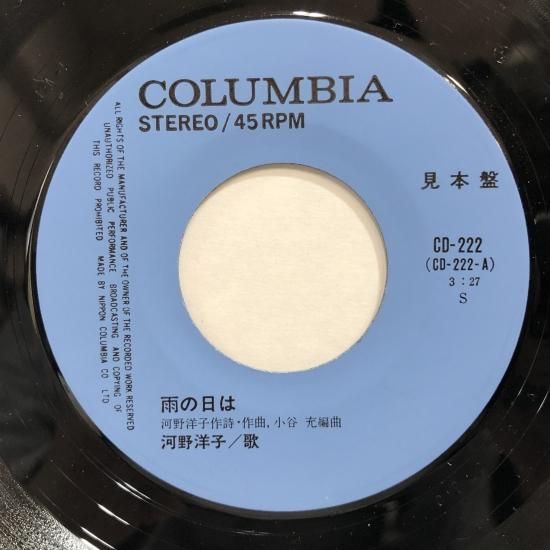 COLUMBIA
STEREO/45RPM
見本盤
CD-222
(CD-222-A)
3:27
S
ALL RIGHTS OF THE MANUFACTURER AND OF THE OWNER OF THE RECORDED WORK RESERVED
UNAUTHORIZED PUBLIC PERFORMANCE BROADCASTING AND COPYING OF
THIS RECORD PROHIBITED MADE BY NIPPON COLUMBIA CO LTD
雨の日は
河野洋子作詩・作曲, 小谷 充編曲
河野洋子/歌